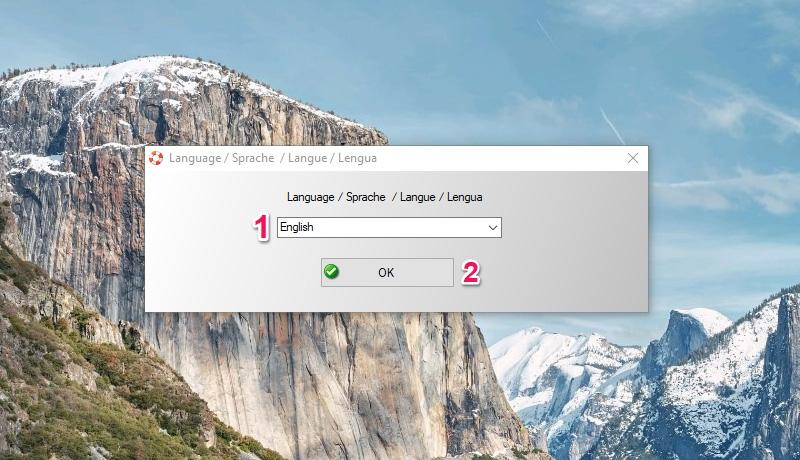 Language / Sprache / Langue / Lengua
Language / Sprache / Langue / Lengua
1 English
OK 2